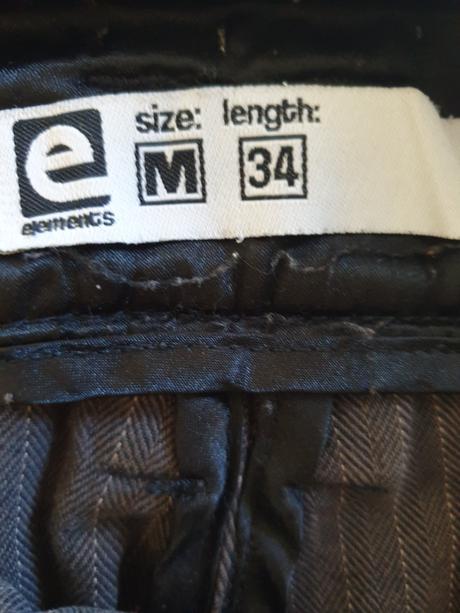 e
elements
size: length:
M 34